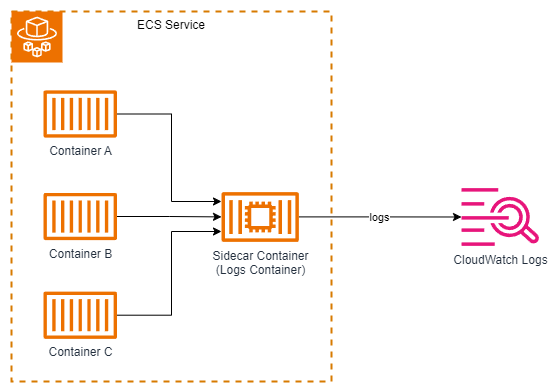 ECS Service
Container A
Container B
Sidecar Container
(Logs Container)
logs
CloudWatch Logs
Container C